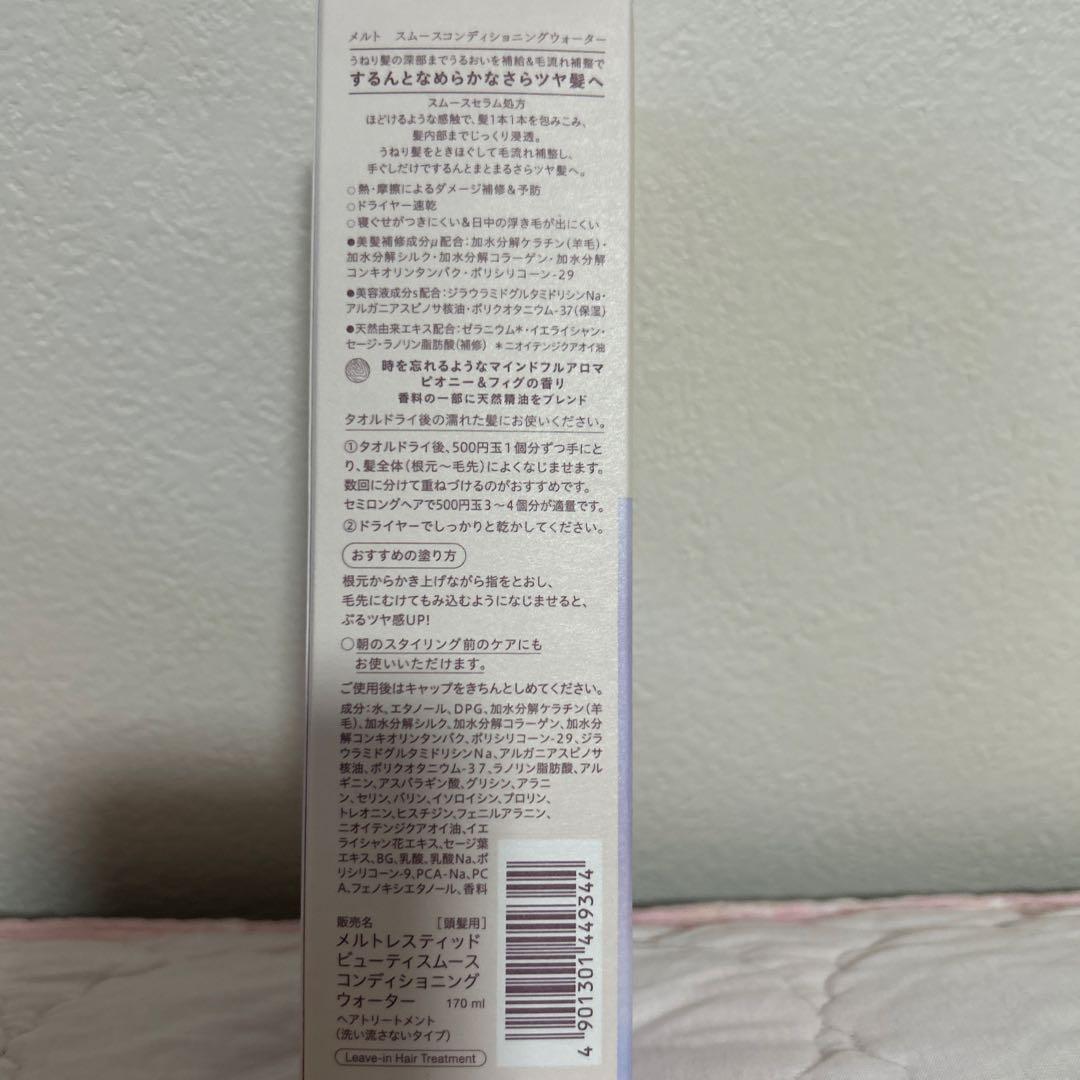 メルト スムースコンディショニングウォーター
うねり髪の深部までうるおいを補給&毛流れ補整で
するんとなめらかなさらツヤ髪へ
スムースセラム処方
ほどけるような感触で、髪1本1本を包みこみ、
髪内部までじっくり浸透。
うねり髪をときほぐして毛流れ補整し、
手ぐしだけでするんとまとまるさらツヤ髪へ。
○熱・摩擦によるダメージ補修&予防
○ドライヤー速乾
○寝ぐせがつきにくい&日中の浮き毛が出にくい
●美髪補修成分μ配合:加水分解ケラチン(羊毛)・
加水分解シルク・加水分解コラーゲン・加水分解
コンキオリンタンパク・ポリシリコーン-29
●美容液成分s配合:ジラウラミドグルタミドリシンNa・
アルガニアスピノサ核油・ポリクオタニウム-37(保湿)
●天然由来エキス配合:ゼラニウム*・イエライシャン・
セージ・ラノリン脂肪酸(補修) *ニオイテンジクアオイ油
時を忘れるようなマインドフルアロマ
ピオニー&フィグの香り
香料の一部に天然精油をブレンド
タオルドライ後の濡れた髪にお使いください。
①タオルドライ後、500円玉1個分ずつ手にと
り、髪全体(根元〜毛先)によくなじませます。
数回に分けて重ねづけるのがおすすめです。
セミロングヘアで500円玉3〜4個分が適量です。
②ドライヤーでしっかりと乾かしてください。
おすすめの塗り方
根元からかき上げながら指をとおし、
毛先にむけてもみ込むようになじませると、
ぷるツヤ感UP!
○朝のスタイリング前のケアにも
お使いいただけます。
ご使用後はキャップをきちんとしめてください。
成分:水、エタノール、DPG、加水分解ケラチン(羊
毛)、加水分解シルク、加水分解コラーゲン、加水分
解コンキオリンタンパク、ポリシリコーン-29、ジラ
ウラミドグルタミドリシンNa、アルガニアスピノサ
核油、ポリクオタニウム-37、ラノリン脂肪酸、アル
ギニン、アスパラギン酸、グリシン、アラニ
ン、セリン、バリン、イソロイシン、プロリン、
トレオニン、ヒスチジン、フェニルアラニン、
ニオイテンジクアオイ油、イエ
ライシャン花エキス、セージ葉
エキス、BG、乳酸、乳酸Na、ポ
リシリコーン-9、PCA-Na、PC
A、フェノキシエタノール、香料
販売名 [頭髪用]
メルトレスティッド
ビューティスムース
コンディショニング
ウォーター 170 ml
ヘアトリートメント
(洗い流さないタイプ)
Leave-in Hair Treatment
4 901301 449344